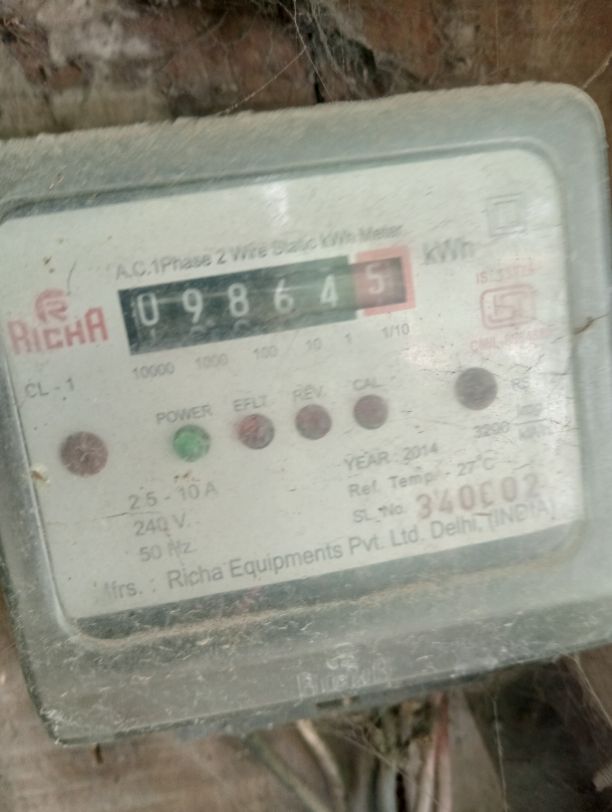 A.C.1Phase 2 Wire Static kWh Meter
RICHA
098645 kWh
10000 1000 100 10 1 1/10
CL - 1
POWER EFLT REV. CAL.
3200
2.5 - 10 A
240 V
50 Hz
YEAR : 2014
Ref. Temp. 27°C
SL. No. 340002
Mfrs. : Richa Equipments Pvt. Ltd. Delhi, (INDIA)
RICHA